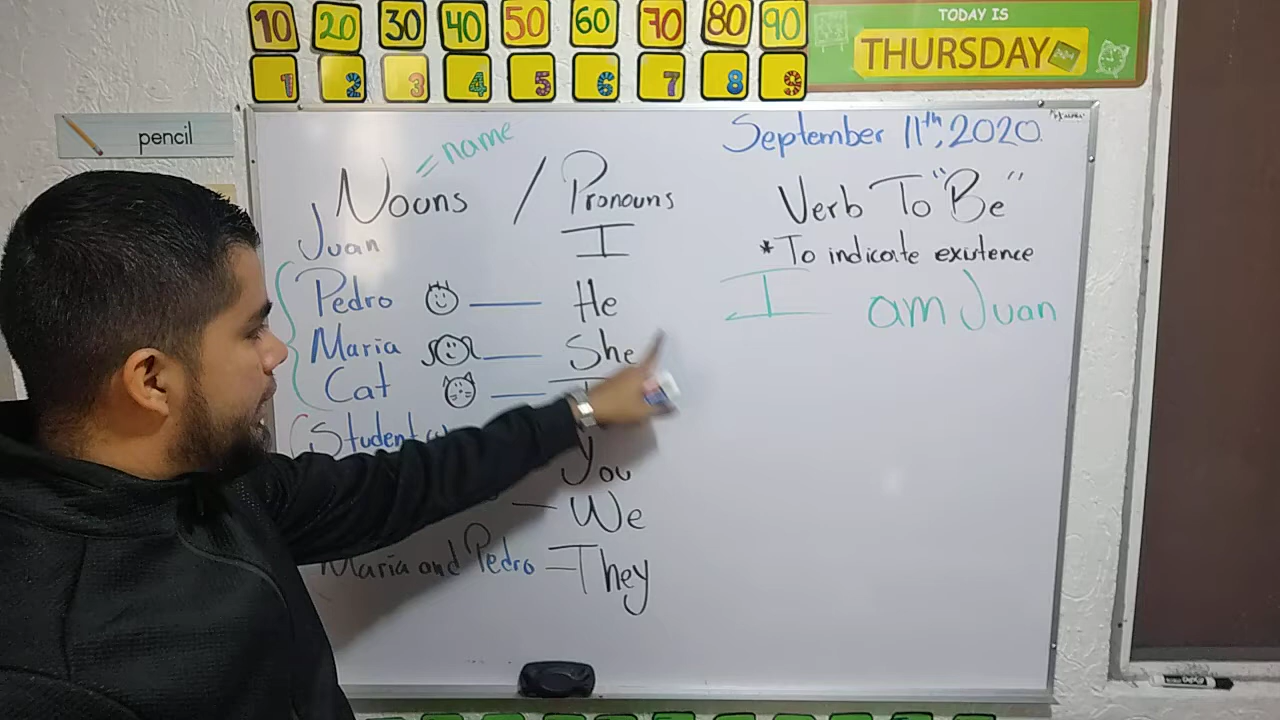 10 20 30 40 50 60 70 80 90
1 2 3 4 5 6 7 8 9
TODAY IS
THURSDAY
pencil
= name
Nouns / Pronouns
Juan I
Pedro He
Maria She
Cat
Student(s) You
We
Maria and Pedro They
September 11th, 2020.
Verb To "Be"
*To indicate existence
I am Juan